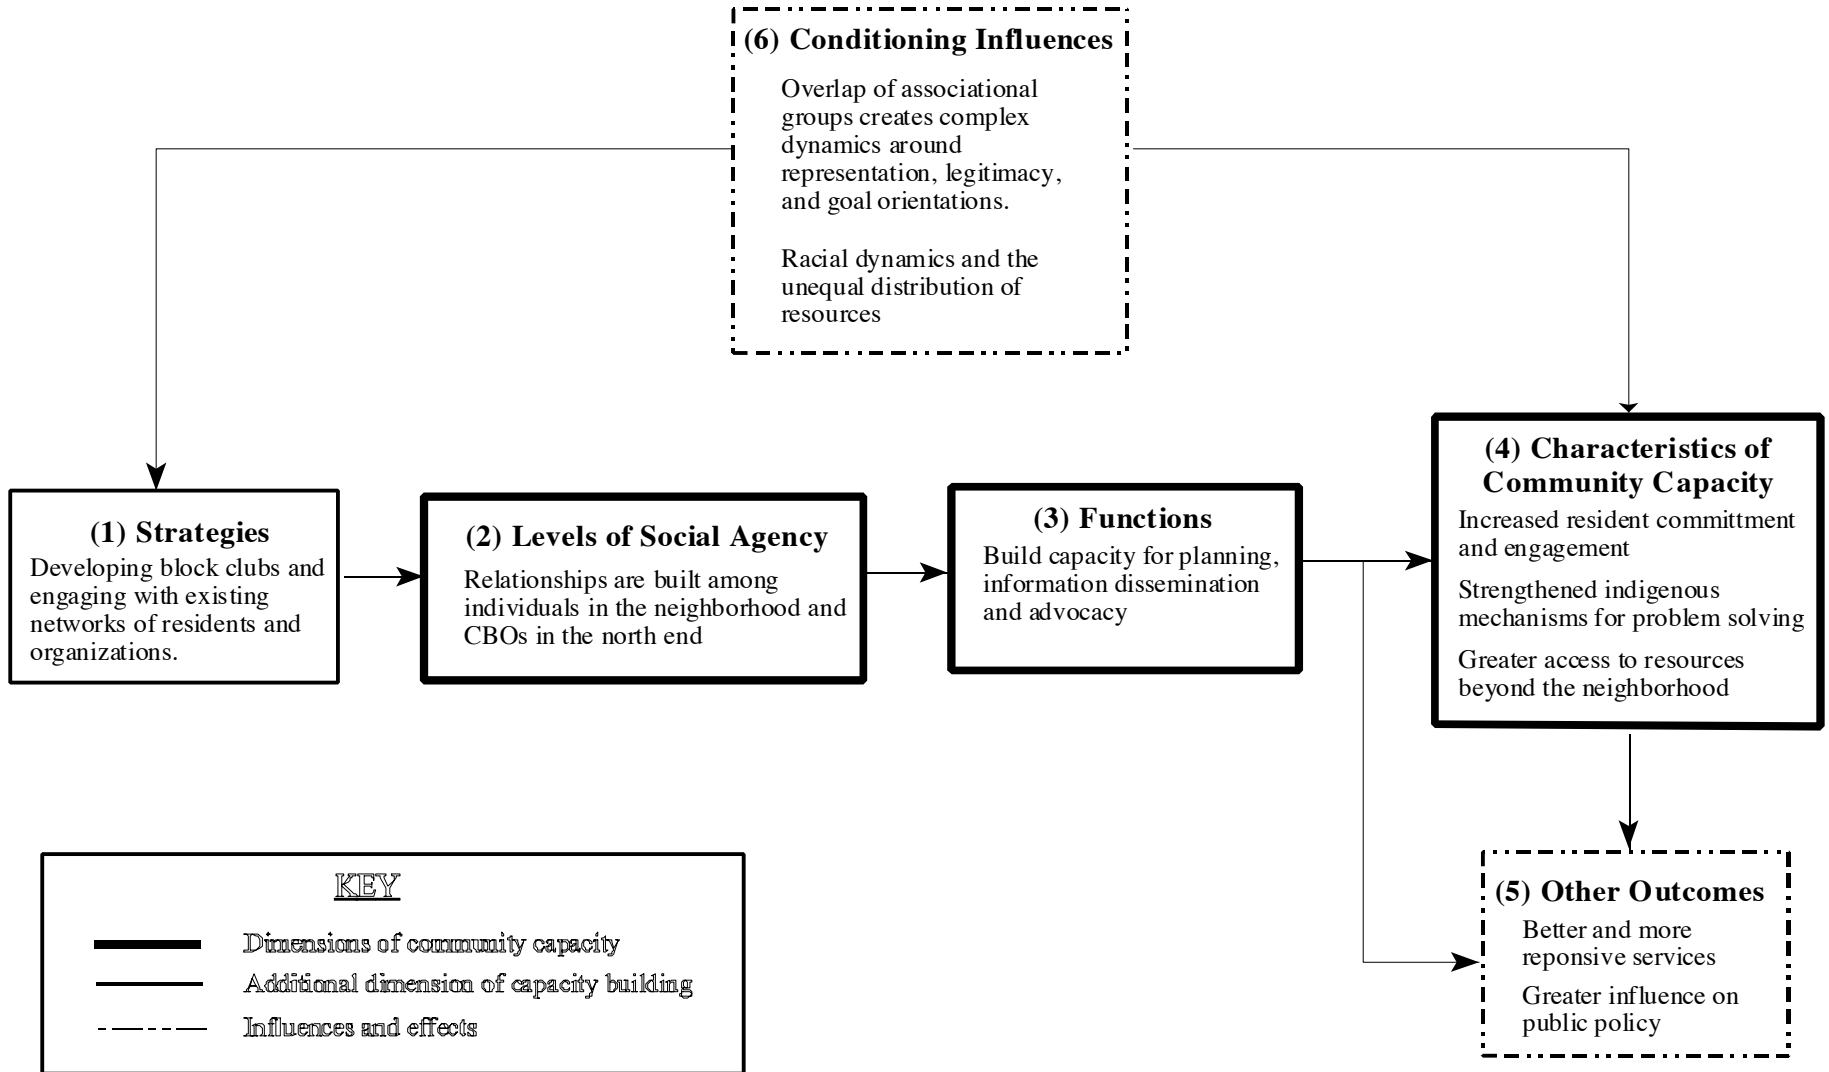 (6) Conditioning Influences
Overlap of associational
groups creates complex
dynamics around
representation, legitimacy,
and goal orientations.
Racial dynamics and the
unequal distribution of
resources
(1) Strategies
Developing block clubs and
engaging with existing
networks of residents and
organizations.
(2) Levels of Social Agency
Relationships are built among
individuals in the neighborhood and
CBOs in the north end
(3) Functions
Build capacity for planning,
information dissemination
and advocacy
(4) Characteristics of
Community Capacity
Increased resident committment
and engagement
Strengthened indigenous
mechanisms for problem solving
Greater access to resources
beyond the neighborhood
(5) Other Outcomes
Better and more
reponsive services
Greater influence on
public policy
KEY
Dimensions of community capacity
Additional dimension of capacity building
Influences and effects